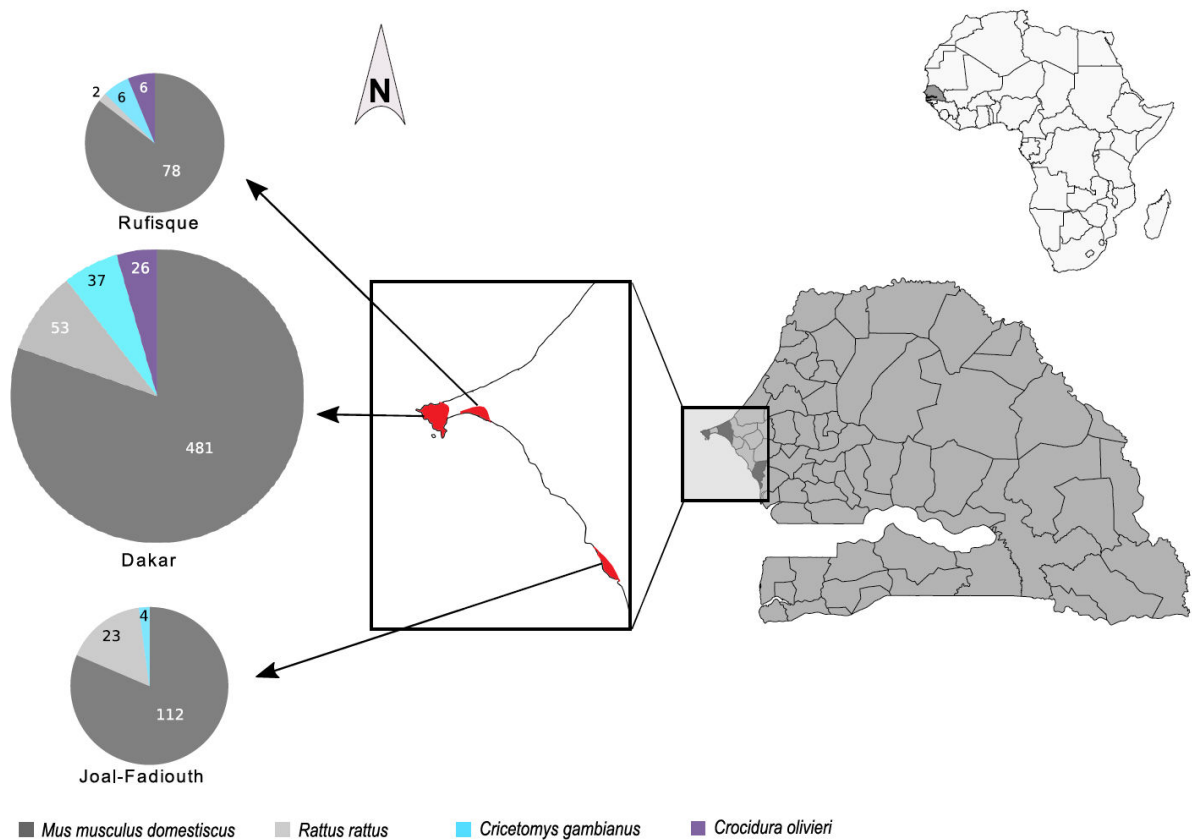 N
2
6
6
78
Rufisque
37
26
53
481
Dakar
4
23
112
Joal-Fadiouth
Mus musculus domestiscus
Rattus rattus
Cricetomys gambianus
Crocidura olivieri